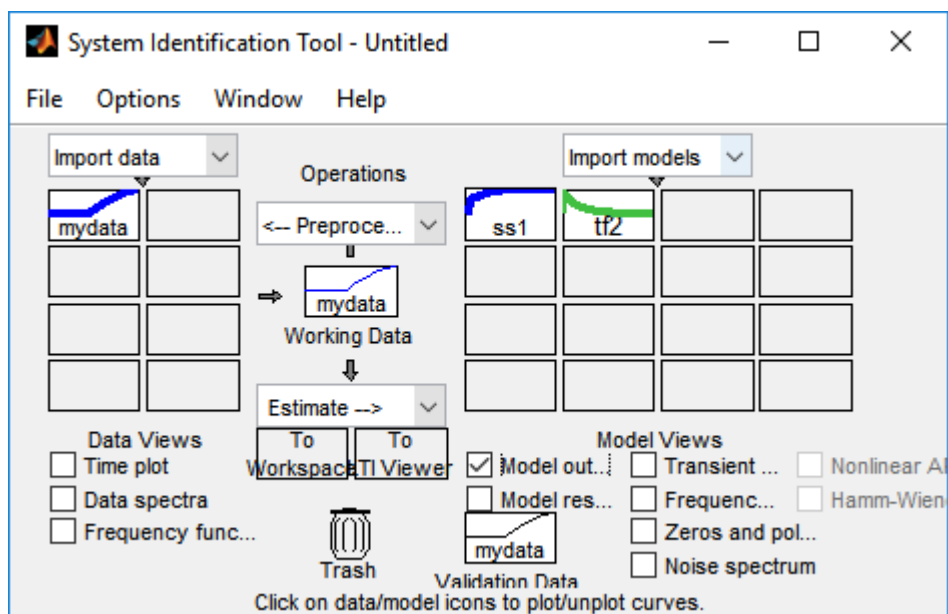 System Identification Tool - Untitled
File Options Window Help
Import data
Import models
Operations
mydata
<-- Preproce...
ss1
tf2
mydata
Working Data
Estimate -->
Data Views
To Workspace
To LTI Viewer
Model Views
Time plot
Model out...
Transient ...
Nonlinear A
Data spectra
Model res...
Frequenc...
Hamm-Wien
Frequency func...
Zeros and pol...
mydata
Noise spectrum
Trash
Validation Data
Click on data/model icons to plot/unplot curves.